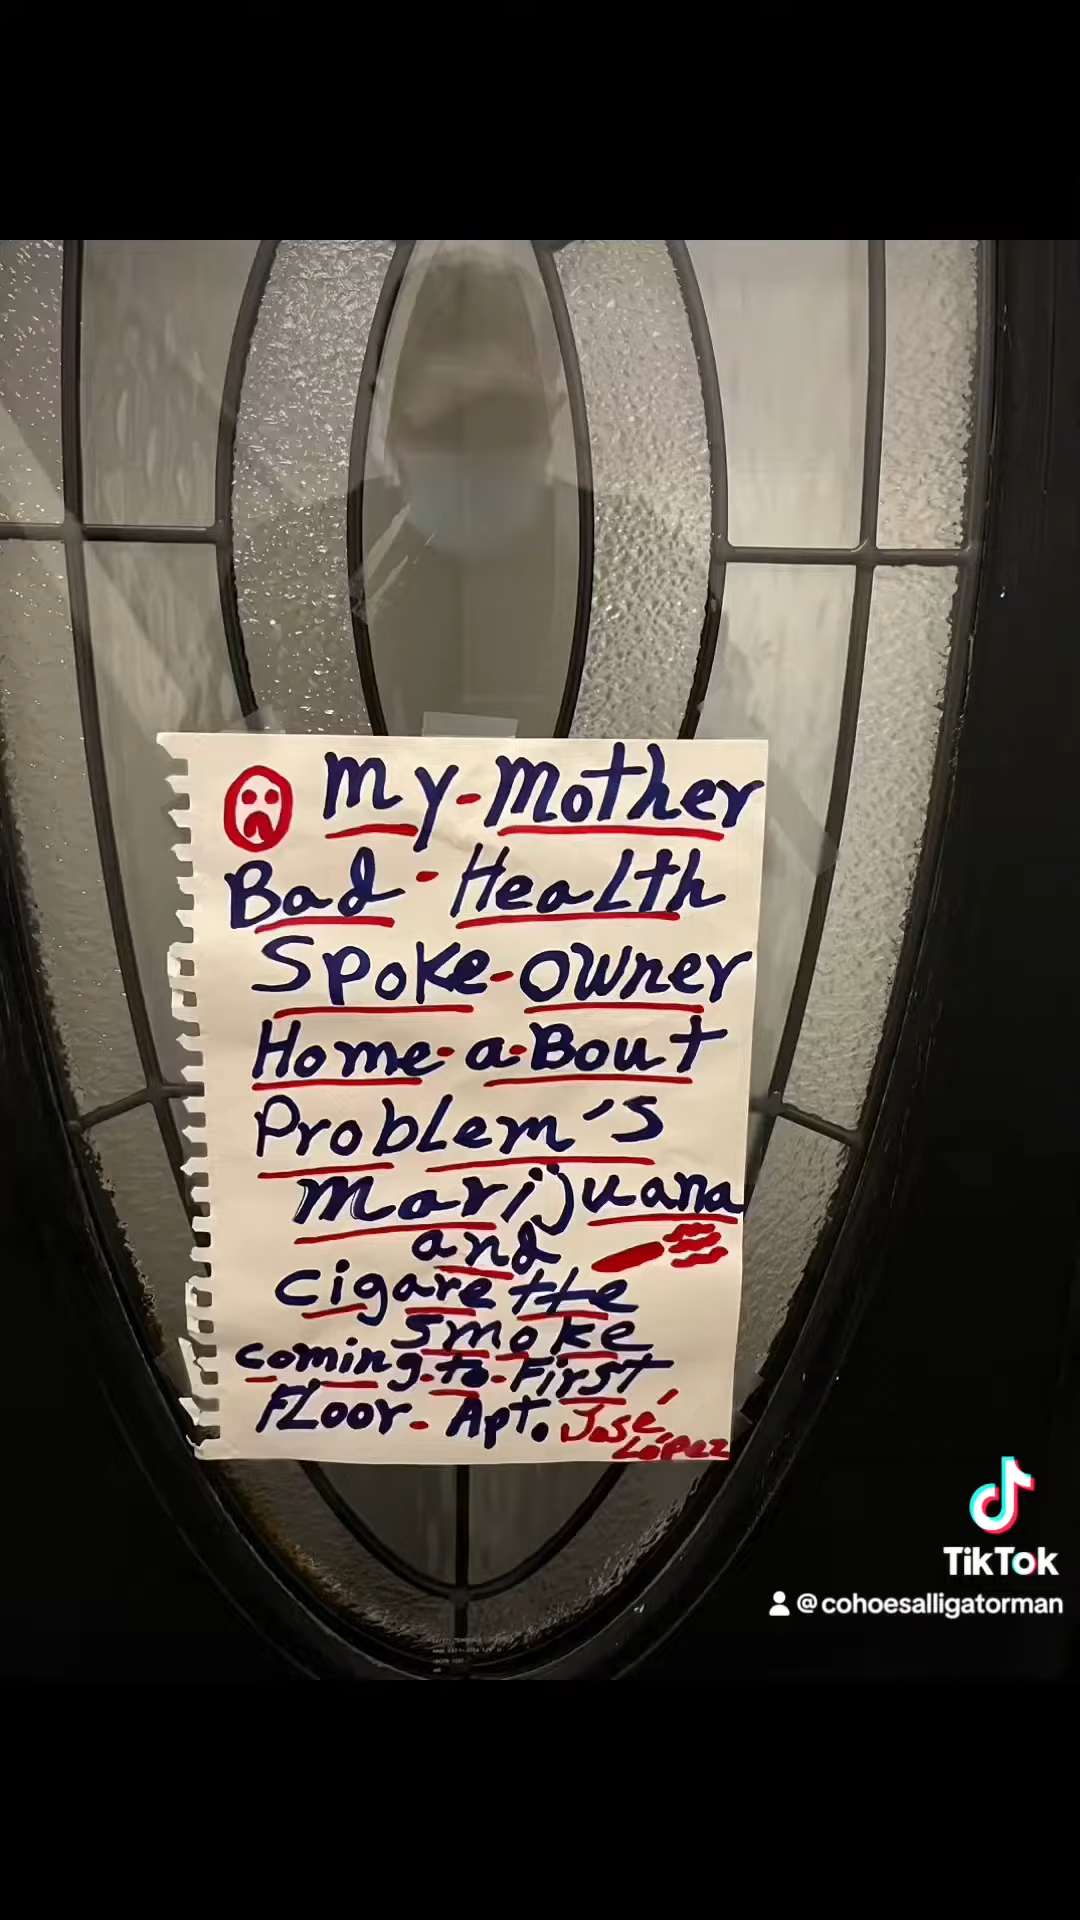 My-Mother
Bad-Health
Spoke-owner
Home-a-Bout
Problem's
Marijuana
and
cigarette
smoke
coming-to-First
Floor-Apt. José
López
TikTok
@cohoesalligatorman